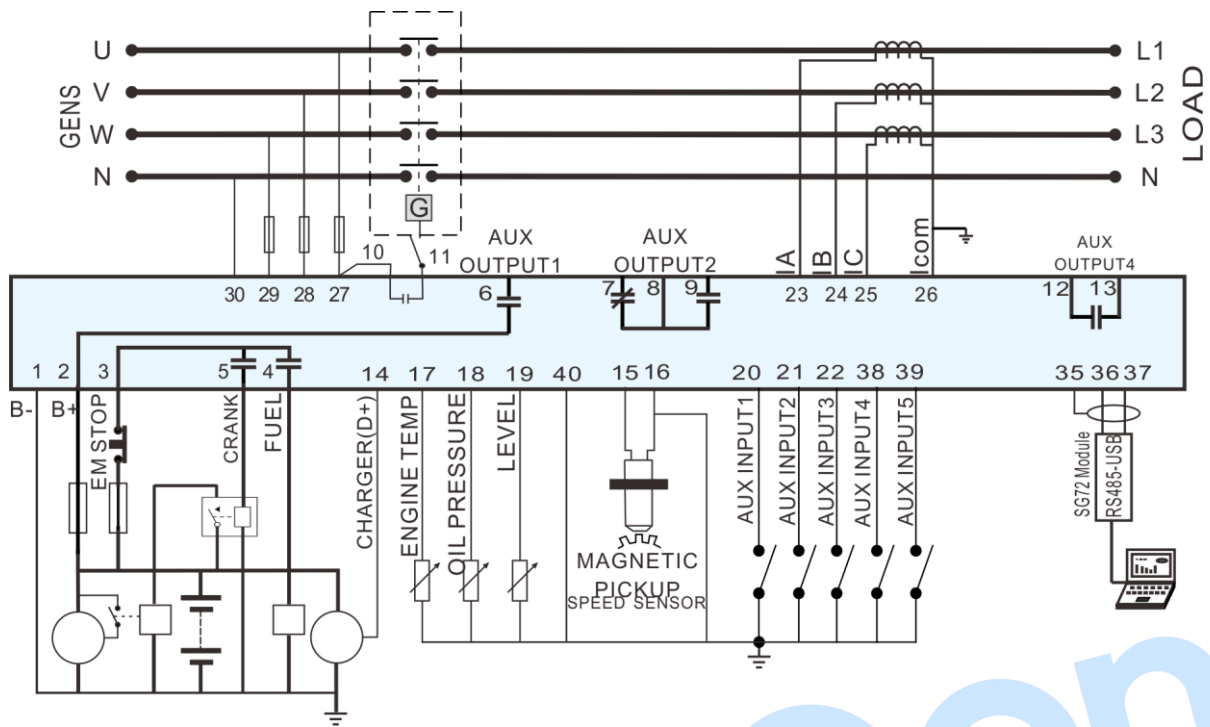 U
V
W
N
GENS
L1
L2
L3
N
LOAD
G
10
11
AUX
OUTPUT1
AUX
OUTPUT2
IA
IB
IC
Icom
AUX
OUTPUT4
30
29
28
27
6
7
8
9
23
24
25
26
12
13
1
2
3
5
4
14
17
18
19
40
15
16
20
21
22
38
39
35
36
37
B-
B+
EM STOP
CRANK
FUEL
CHARGER(D+)
ENGINE TEMP
OIL PRESSURE
LEVEL
MAGNETIC
PICKUP
SPEED SENSOR
AUX INPUT1
AUX INPUT2
AUX INPUT3
AUX INPUT4
AUX INPUT5
SG72 Module
RS485-USB